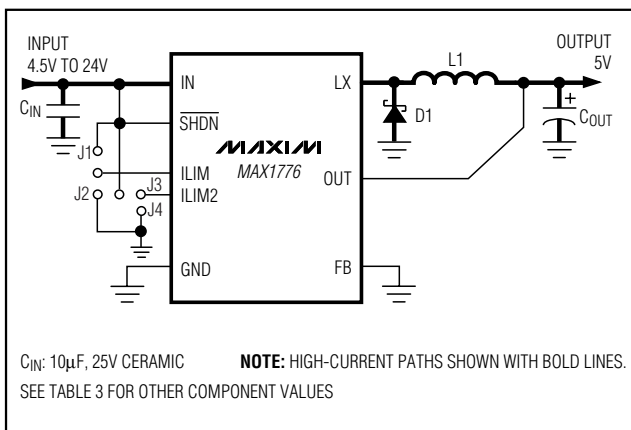 INPUT
4.5V TO 24V
OUTPUT
5V
L1
IN
LX
CIN
D1
+
COUT
SHDN
J1
MAXIM
MAX1776
ILIM
OUT
J2
J3
ILIM2
J4
GND
FB
CIN: 10µF, 25V CERAMIC
NOTE: HIGH-CURRENT PATHS SHOWN WITH BOLD LINES.
SEE TABLE 3 FOR OTHER COMPONENT VALUES